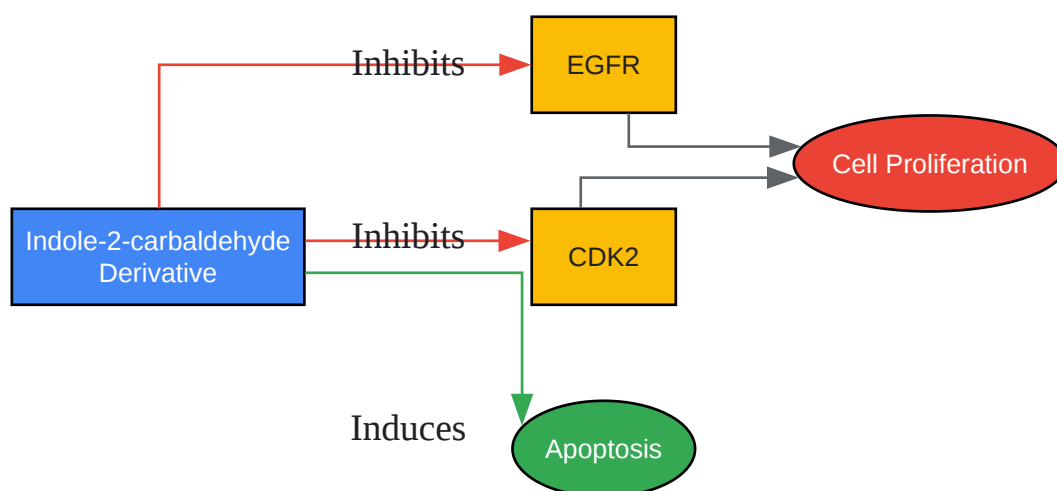 Inhibits
EGFR
Cell Proliferation
Indole-2-carbaldehyde
Derivative
Inhibits
CDK2
Induces
Apoptosis